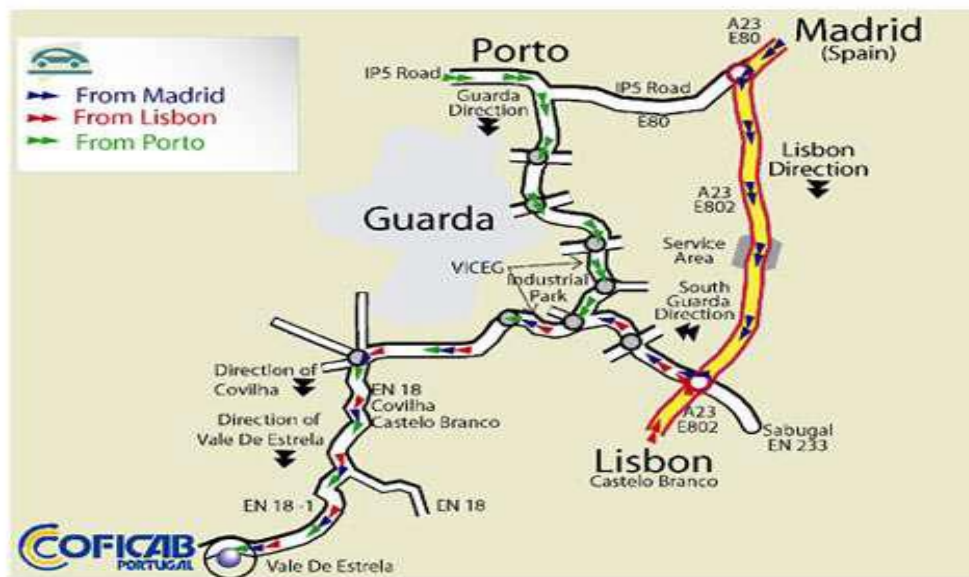 From Madrid
From Lisbon
From Porto
Porto
IP5 Road
Guarda
Direction
IP5 Road
E80
A23
E80
Madrid
(Spain)
Lisbon
Direction
A23
E802
Service
Area
Guarda
VICEG
Industrial
Park
South
Guarda
Direction
Direction of
Covilha
EN 18
Covilha
Castelo Branco
Direction of
Vale De Estrela
A23
E802
Sabugal
EN 233
Lisbon
Castelo Branco
EN 18 -1
EN 18
COFICAB
PORTUGAL
Vale De Estrela